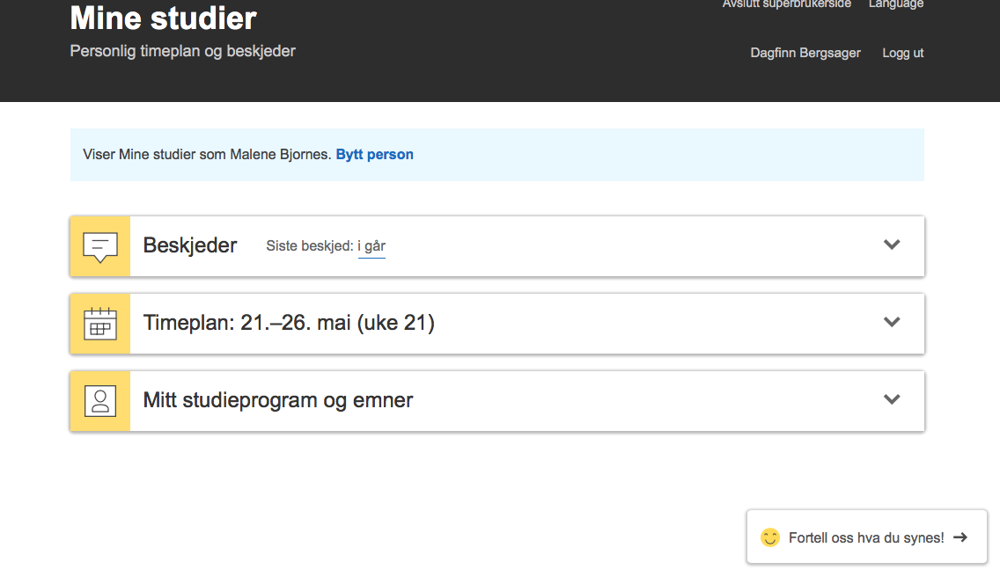 Mine studier
Avslutt superbrukerside Language
Personlig timeplan og beskjeder
Dagfinn Bergsager Logg ut
Viser Mine studier som Malene Bjornes. Bytt person
Beskjeder Siste beskjed: i går
Timeplan: 21.–26. mai (uke 21)
Mitt studieprogram og emner
Fortell oss hva du synes!